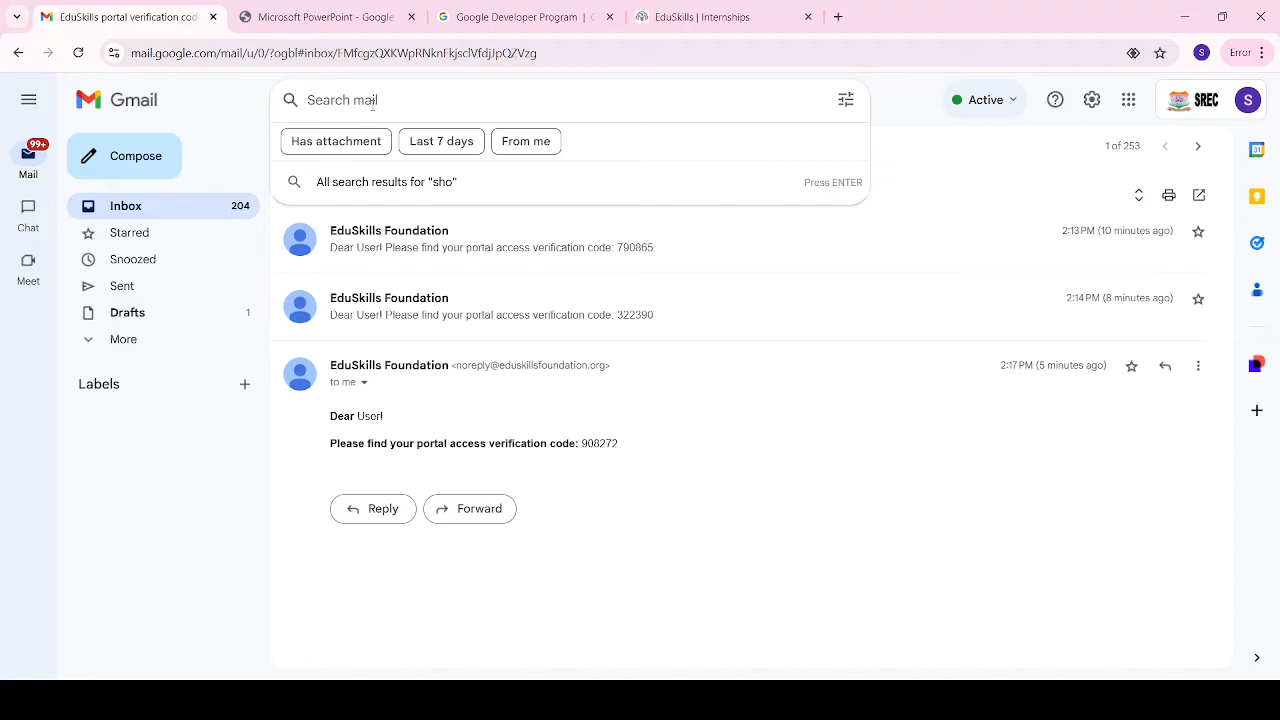 EduSkills portal verification cod
Microsoft PowerPoint - Google
Google Developer Program |
EduSkills | Internships
mail.google.com/mail/u/0/?ogbl#inbox/FMfcgzQXKWpRNknFkjsclVfdjJpQZVzg
S
Error
Gmail
Search mail
Active
SREC
S
99+
Mail
Compose
Has attachment
Last 7 days
From me
1 of 253
31
Chat
Inbox
204
All search results for "sho"
Press ENTER
Starred
Meet
Snoozed
Sent
Drafts
1
More
Labels
EduSkills Foundation
2:13 PM (10 minutes ago)
Dear User! Please find your portal access verification code: 790865
EduSkills Foundation
2:14 PM (8 minutes ago)
Dear User! Please find your portal access verification code: 322390
EduSkills Foundation <noreply@eduskillsfoundation.org>
2:17 PM (5 minutes ago)
to me
Dear User!
Please find your portal access verification code: 908272
Reply
Forward